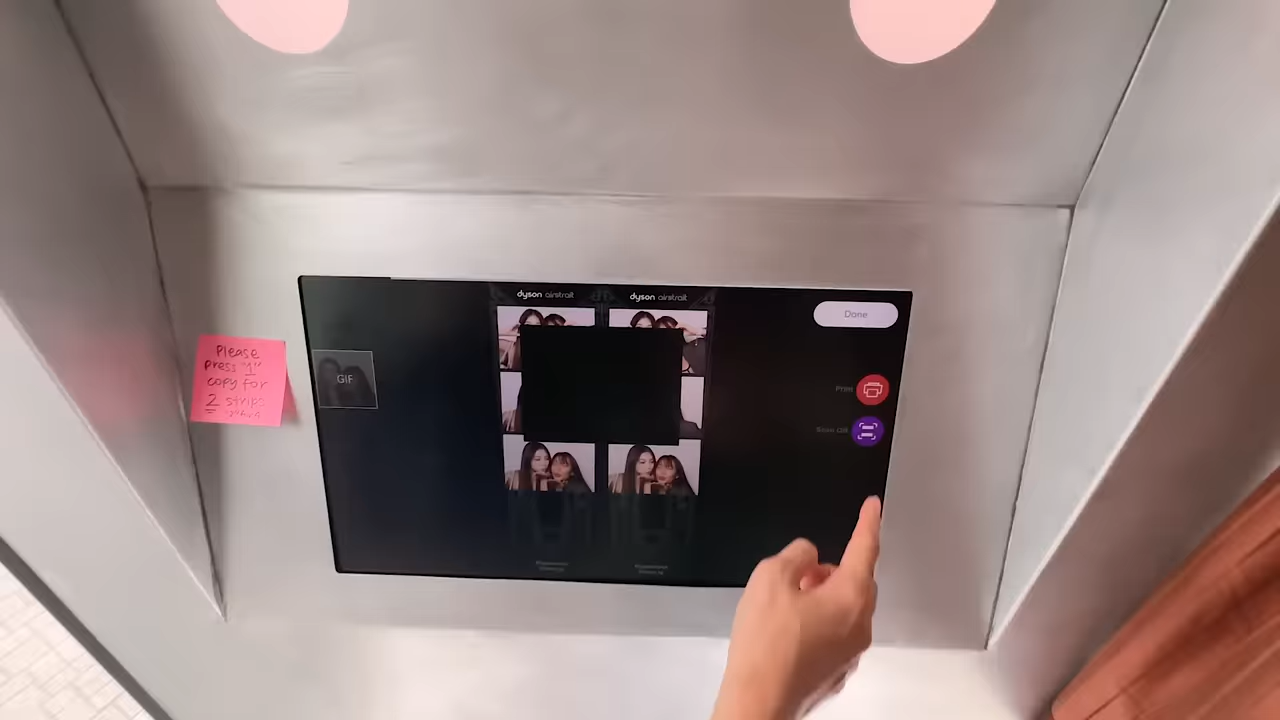 dyson airstrait
dyson airstrait
Done
Please
press "1"
copy for
2 strips
GIF
Print